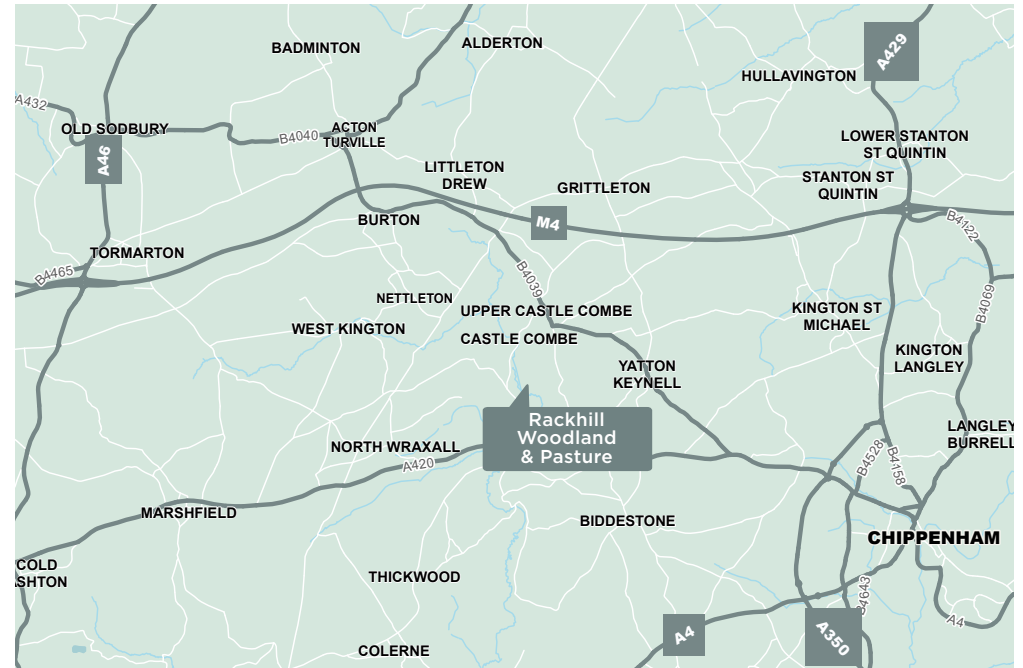 BADMINTON
ALDERTON
A429
HULLAVINGTON
A432
OLD SODBURY
B4040
ACTON
TURVILLE
LOWER STANTON
ST QUINTIN
A46
LITTLETON
DREW
GRITTLETON
STANTON ST
QUINTIN
BURTON
M4
B4122
TORMARTON
B4465
B4039
NETTLETON
UPPER CASTLE COMBE
KINGTON ST
MICHAEL
B4069
WEST KINGTON
CASTLE COMBE
KINGTON
LANGLEY
YATTON
KEYNELL
Rackhill
Woodland
& Pasture
LANGLEY
BURRELL
NORTH WRAXALL
A420
B4528
B4158
MARSHFIELD
BIDDESTONE
CHIPPENHAM
COLD
ASHTON
THICKWOOD
B4643
A4
A350
A4
COLERNE